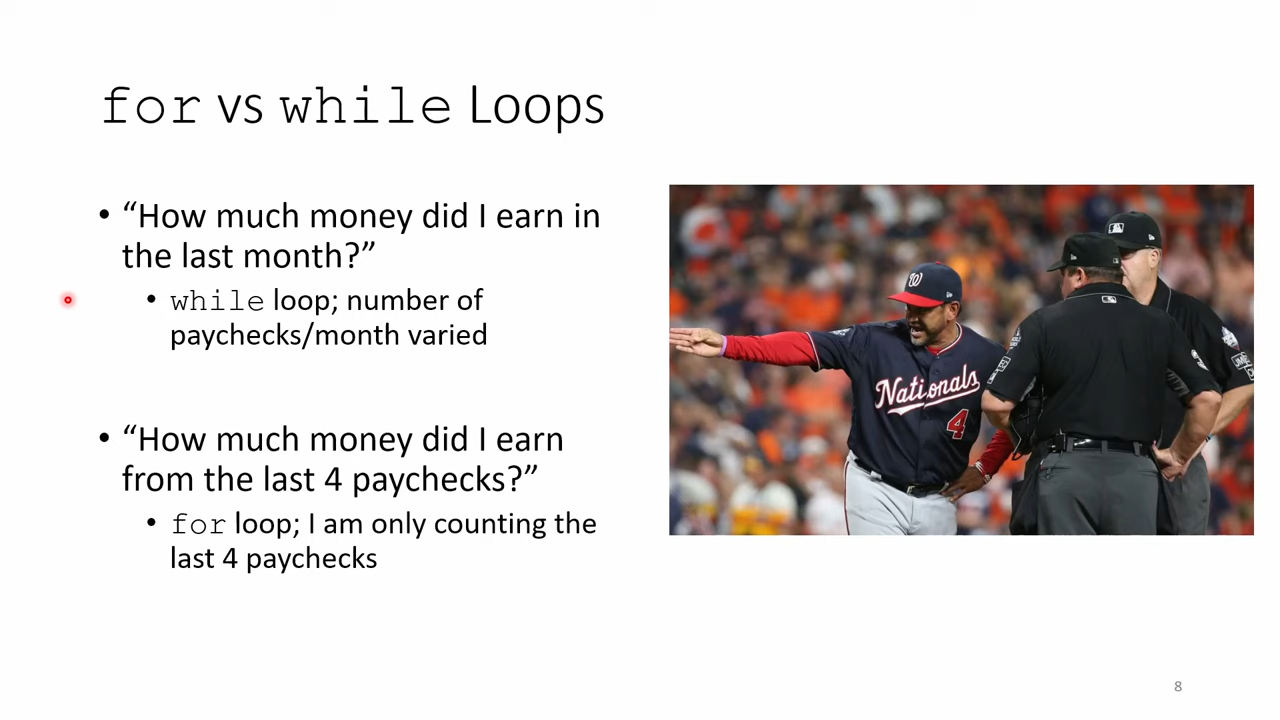 for vs while Loops
• “How much money did I earn in
the last month?”
• while loop; number of
paychecks/month varied
• “How much money did I earn
from the last 4 paychecks?”
• for loop; I am only counting the
last 4 paychecks
W
Nationals
4
8